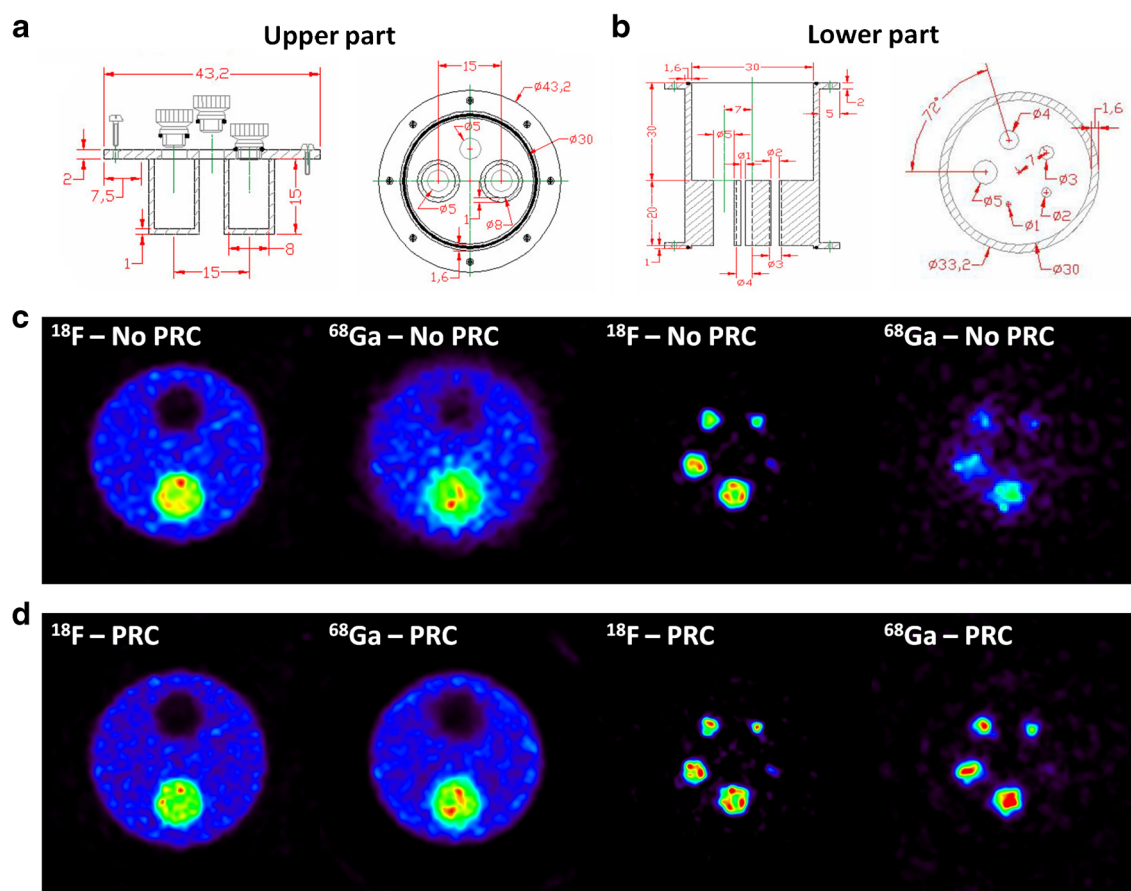 a
Upper part
b
Lower part
43,2
2
7,5
15
1
8
15
15
Ø43,2
Ø5
Ø30
Ø5
1
Ø8
1,6
1,6
30
2
5
30
7
Ø5
Ø1
Ø2
20
1
Ø3
Ø4
72°
1,6
Ø4
7
Ø3
Ø5
Ø2
Ø1
Ø33,2
Ø30
c
¹⁸F – No PRC
⁶⁸Ga – No PRC
¹⁸F – No PRC
⁶⁸Ga – No PRC
d
¹⁸F – PRC
⁶⁸Ga – PRC
¹⁸F – PRC
⁶⁸Ga – PRC